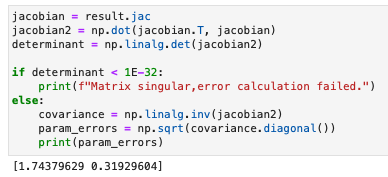 jacobian = result.jac
jacobian2 = np.dot(jacobian.T, jacobian)
determinant = np.linalg.det(jacobian2)
if determinant < 1E-32:
    print(f"Matrix singular,error calculation failed.")
else:
    covariance = np.linalg.inv(jacobian2)
    param_errors = np.sqrt(covariance.diagonal())
    print(param_errors)
[1.74379629 0.31929604]